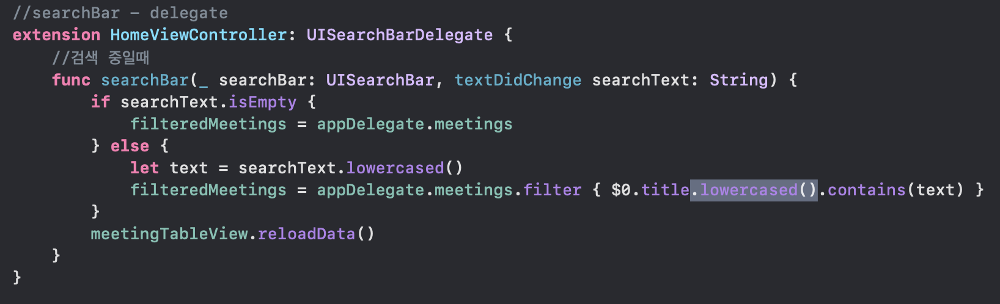 //searchBar - delegate
extension HomeViewController: UISearchBarDelegate {
    //검색 중일때
    func searchBar(_ searchBar: UISearchBar, textDidChange searchText: String) {
        if searchText.isEmpty {
            filteredMeetings = appDelegate.meetings
        } else {
            let text = searchText.lowercased()
            filteredMeetings = appDelegate.meetings.filter { $0.title.lowercased().contains(text) }
        }
        meetingTableView.reloadData()
    }
}